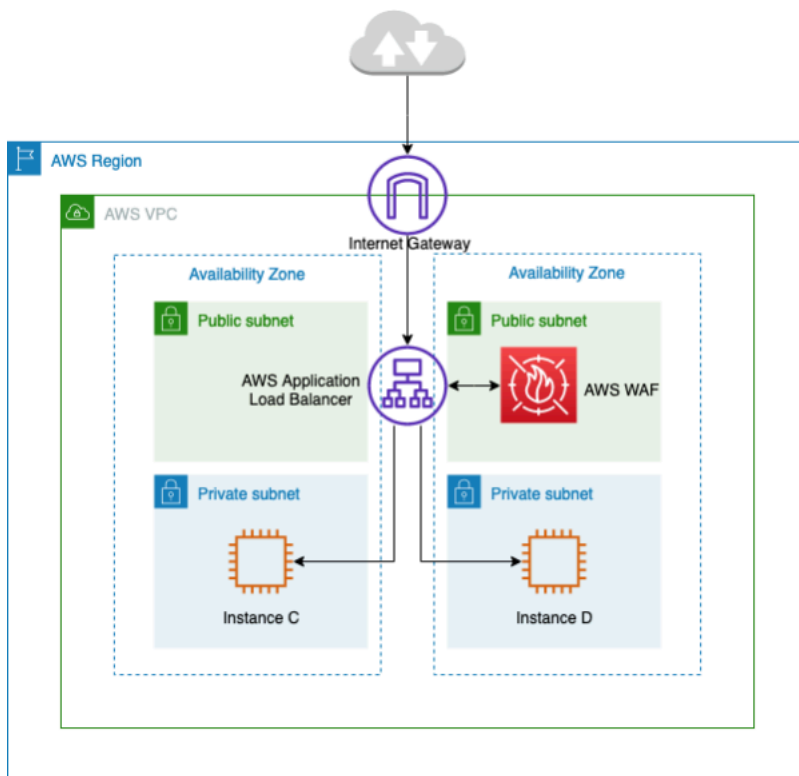 AWS Region
AWS VPC
Internet Gateway
Availability Zone
Availability Zone
Public subnet
Public subnet
AWS Application
Load Balancer
AWS WAF
Private subnet
Private subnet
Instance C
Instance D